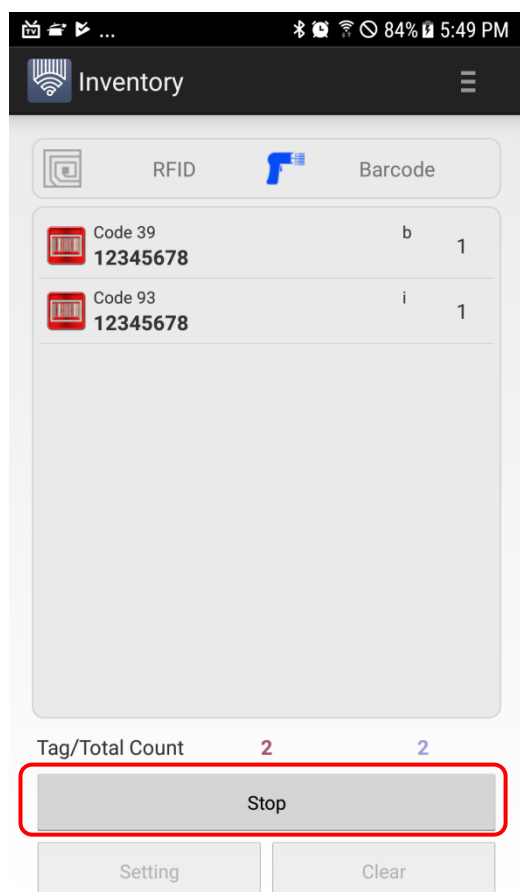 ... 84% 5:49 PM
Inventory
RFID Barcode
Code 39 b
12345678 1
Code 93 i
12345678 1
Tag/Total Count 2 2
Stop
Setting Clear